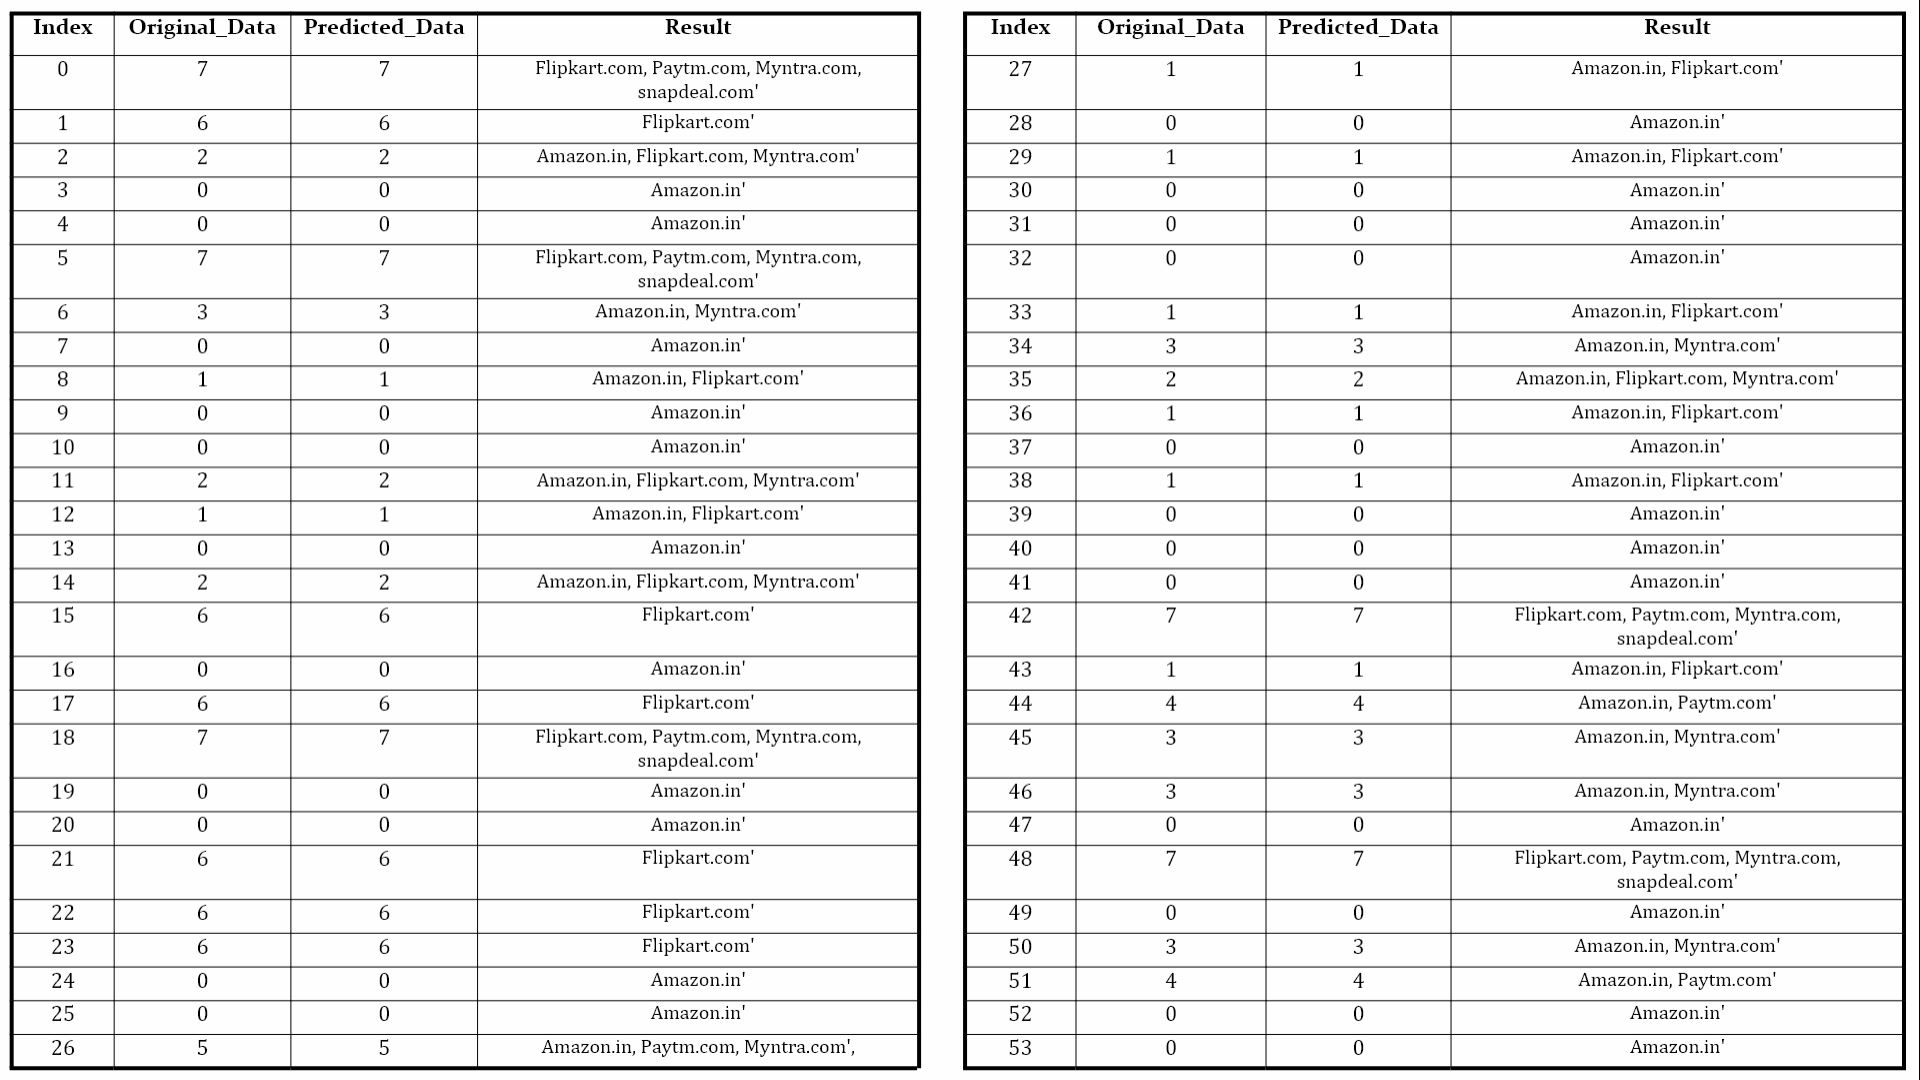 Index Original_Data Predicted_Data Result
0 7 7 Flipkart.com, Paytm.com, Myntra.com,
snapdeal.com'
1 6 6 Flipkart.com'
2 2 2 Amazon.in, Flipkart.com, Myntra.com'
3 0 0 Amazon.in'
4 0 0 Amazon.in'
5 7 7 Flipkart.com, Paytm.com, Myntra.com,
snapdeal.com'
6 3 3 Amazon.in, Myntra.com'
7 0 0 Amazon.in'
8 1 1 Amazon.in, Flipkart.com'
9 0 0 Amazon.in'
10 0 0 Amazon.in'
11 2 2 Amazon.in, Flipkart.com, Myntra.com'
12 1 1 Amazon.in, Flipkart.com'
13 0 0 Amazon.in'
14 2 2 Amazon.in, Flipkart.com, Myntra.com'
15 6 6 Flipkart.com'
16 0 0 Amazon.in'
17 6 6 Flipkart.com'
18 7 7 Flipkart.com, Paytm.com, Myntra.com,
snapdeal.com'
19 0 0 Amazon.in'
20 0 0 Amazon.in'
21 6 6 Flipkart.com'
22 6 6 Flipkart.com'
23 6 6 Flipkart.com'
24 0 0 Amazon.in'
25 0 0 Amazon.in'
26 5 5 Amazon.in, Paytm.com, Myntra.com',
Index Original_Data Predicted_Data Result
27 1 1 Amazon.in, Flipkart.com'
28 0 0 Amazon.in'
29 1 1 Amazon.in, Flipkart.com'
30 0 0 Amazon.in'
31 0 0 Amazon.in'
32 0 0 Amazon.in'
33 1 1 Amazon.in, Flipkart.com'
34 3 3 Amazon.in, Myntra.com'
35 2 2 Amazon.in, Flipkart.com, Myntra.com'
36 1 1 Amazon.in, Flipkart.com'
37 0 0 Amazon.in'
38 1 1 Amazon.in, Flipkart.com'
39 0 0 Amazon.in'
40 0 0 Amazon.in'
41 0 0 Amazon.in'
42 7 7 Flipkart.com, Paytm.com, Myntra.com,
snapdeal.com'
43 1 1 Amazon.in, Flipkart.com'
44 4 4 Amazon.in, Paytm.com'
45 3 3 Amazon.in, Myntra.com'
46 3 3 Amazon.in, Myntra.com'
47 0 0 Amazon.in'
48 7 7 Flipkart.com, Paytm.com, Myntra.com,
snapdeal.com'
49 0 0 Amazon.in'
50 3 3 Amazon.in, Myntra.com'
51 4 4 Amazon.in, Paytm.com'
52 0 0 Amazon.in'
53 0 0 Amazon.in'